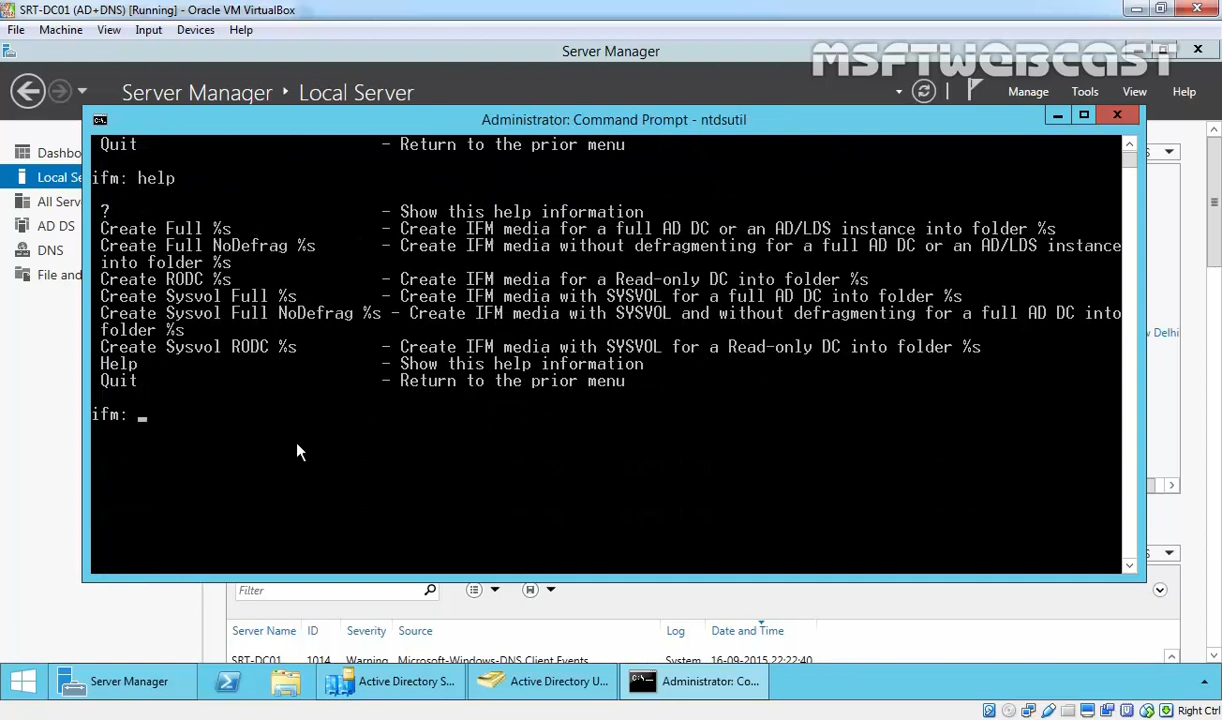 SRT-DC01 (AD+DNS) [Running] - Oracle VM VirtualBox
File Machine View Input Devices Help
Server Manager
MSFTWEBCAST
Server Manager ‣ Local Server
Manage Tools View Help
Administrator: Command Prompt - ntdsutil
Dashbo
Local Se
All Serv
AD DS
DNS
File and
Quit - Return to the prior menu
ifm: help
? - Show this help information
Create Full %s - Create IFM media for a full AD DC or an AD/LDS instance into folder %s
Create Full NoDefrag %s - Create IFM media without defragmenting for a full AD DC or an AD/LDS instance
into folder %s
Create RODC %s - Create IFM media for a Read-only DC into folder %s
Create Sysvol Full %s - Create IFM media with SYSVOL for a full AD DC into folder %s
Create Sysvol Full NoDefrag %s - Create IFM media with SYSVOL and without defragmenting for a full AD DC into
folder %s
Create Sysvol RODC %s - Create IFM media with SYSVOL for a Read-only DC into folder %s
Help - Show this help information
Quit - Return to the prior menu
ifm: _
S
, New Delhi
S
Filter
Server Name ID Severity Source Log Date and Time
SRT-DC01 1014 Warning Microsoft-Windows-DNS Client Events System 16-09-2015 22:22:40
Server Manager
Active Directory S...
Active Directory U...
Administrator: Co...
Right Ctrl